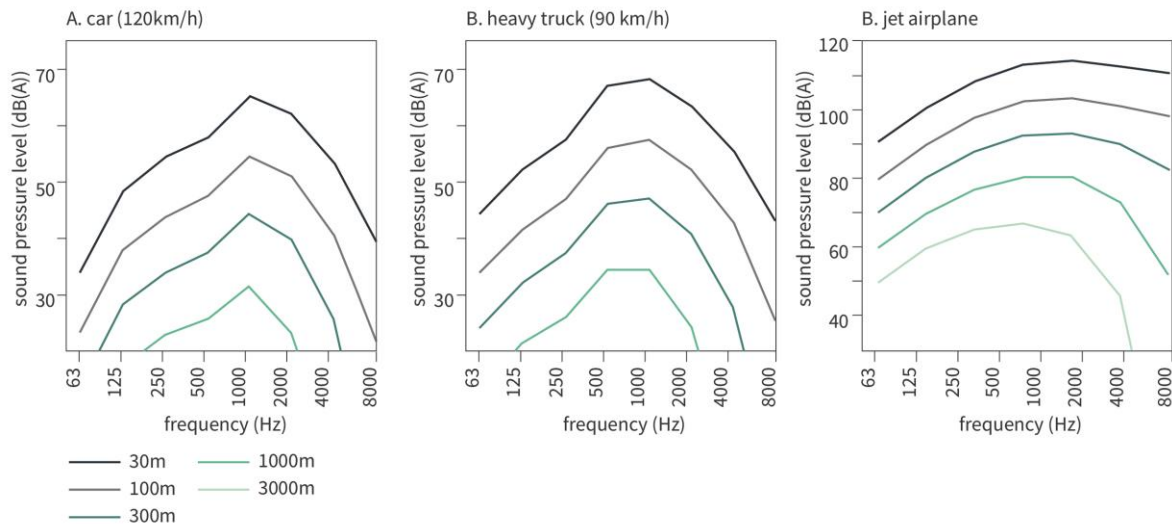 A. car (120km/h)
sound pressure level (dB(A))
70
50
30
63
125
250
500
1000
2000
4000
8000
frequency (Hz)
B. heavy truck (90 km/h)
sound pressure level (dB(A))
70
50
30
63
125
250
500
1000
2000
4000
8000
frequency (Hz)
B. jet airplane
sound pressure level (dB(A))
120
100
80
60
40
63
125
250
500
1000
2000
4000
8000
frequency (Hz)
30m
100m
300m
1000m
3000m